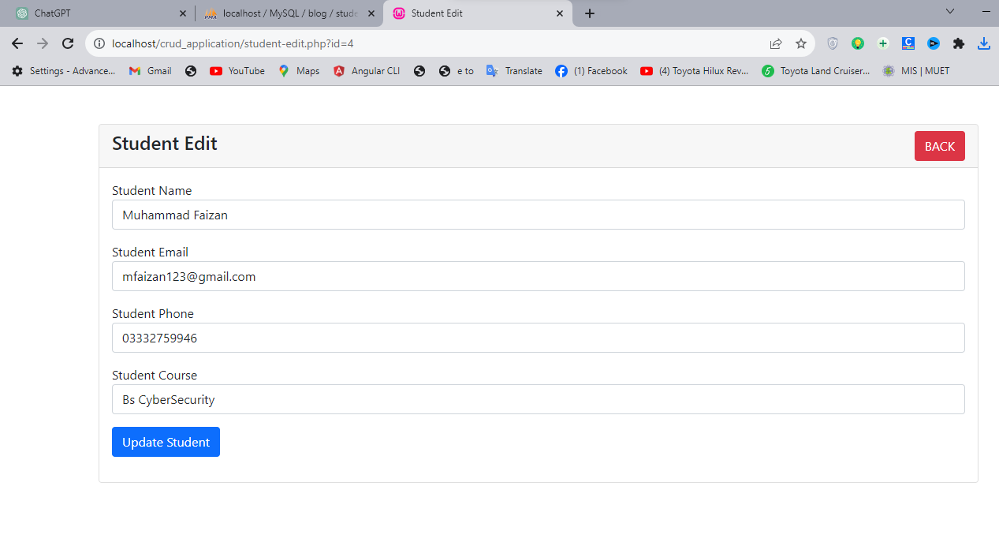 ChatGPT
localhost / MySQL / blog / stude
Student Edit
localhost/crud_application/student-edit.php?id=4
Settings - Advance... Gmail YouTube Maps Angular CLI e to Translate (1) Facebook (4) Toyota Hilux Rev... Toyota Land Cruiser... MIS | MUET
Student Edit
BACK
Student Name
Muhammad Faizan
Student Email
mfaizan123@gmail.com
Student Phone
03332759946
Student Course
Bs CyberSecurity
Update Student